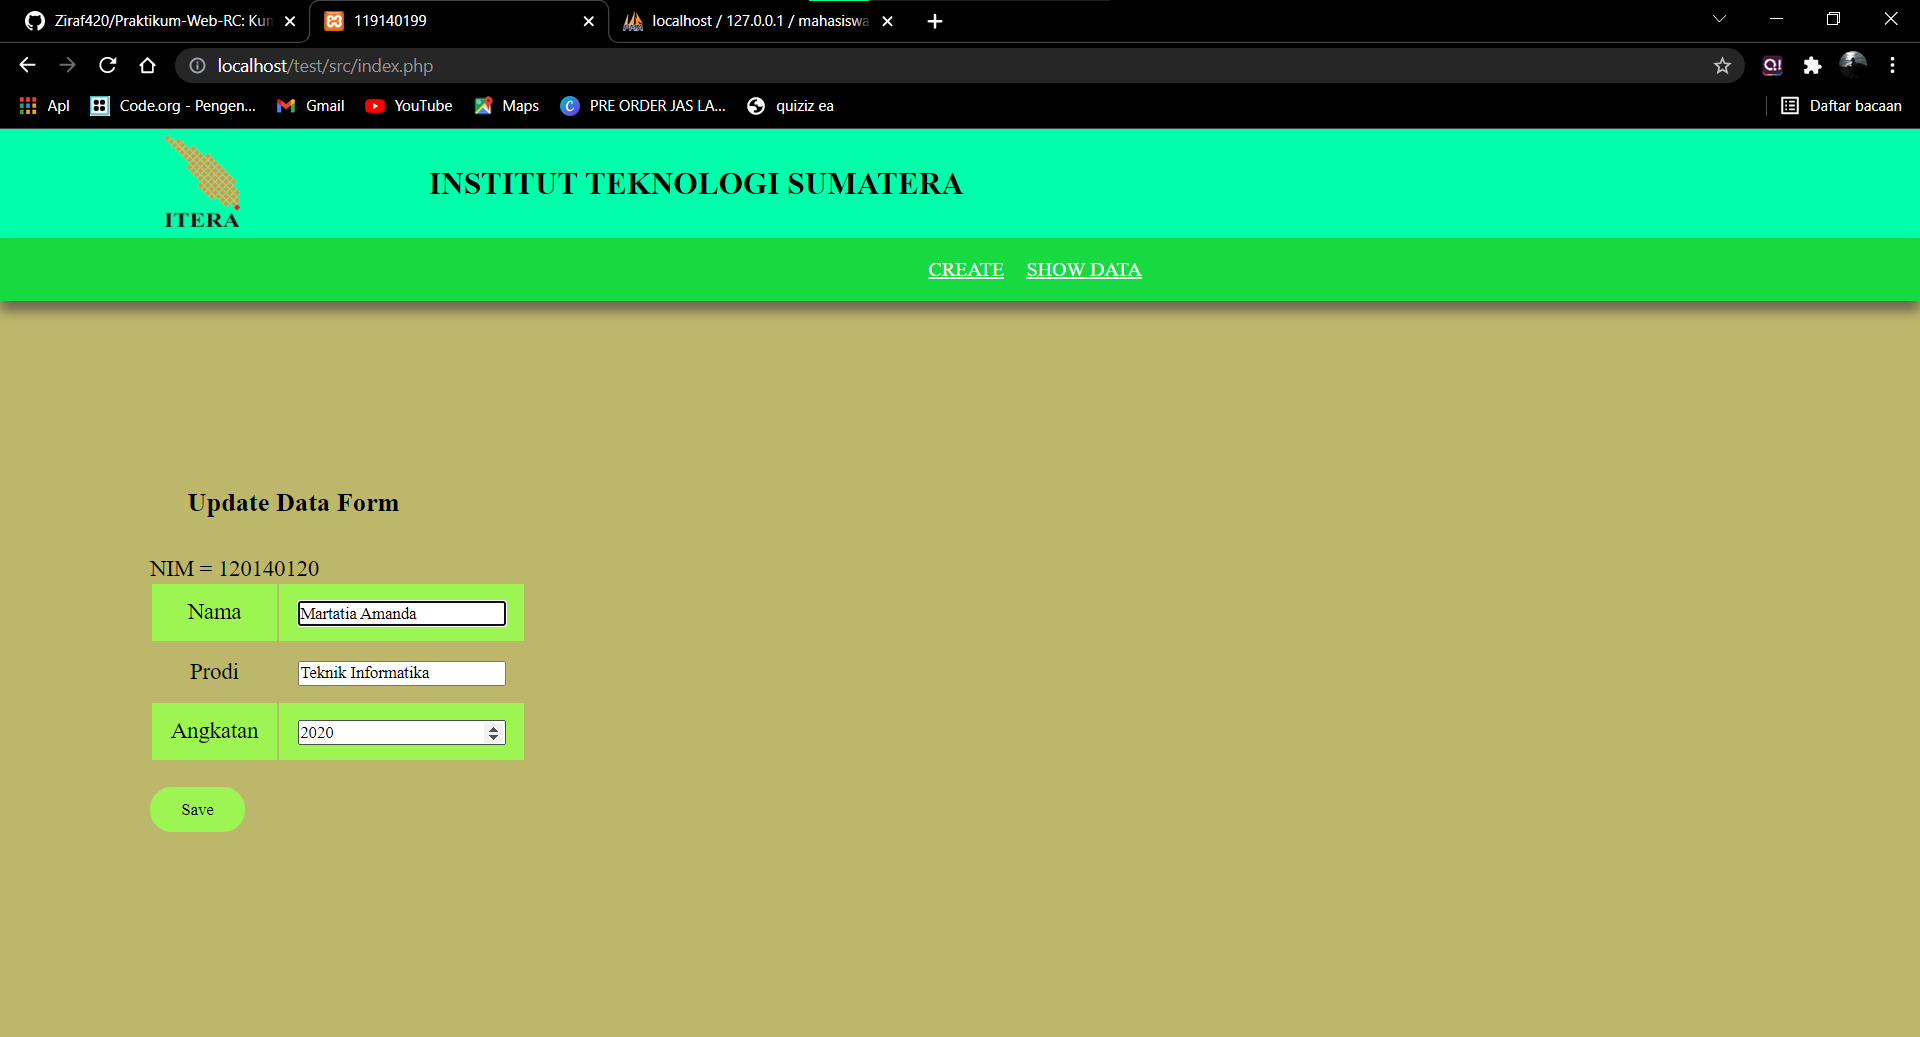 Ziraf420/Praktikum-Web-RC: Kun
119140199
localhost / 127.0.0.1 / mahasiswa
localhost/test/src/index.php
Apl
Code.org - Pengen...
Gmail
YouTube
Maps
PRE ORDER JAS LA...
quiziz ea
Daftar bacaan
ITERA
INSTITUT TEKNOLOGI SUMATERA
CREATE SHOW DATA
Update Data Form
NIM = 120140120
Nama Martatia Amanda
Prodi Teknik Informatika
Angkatan 2020
Save